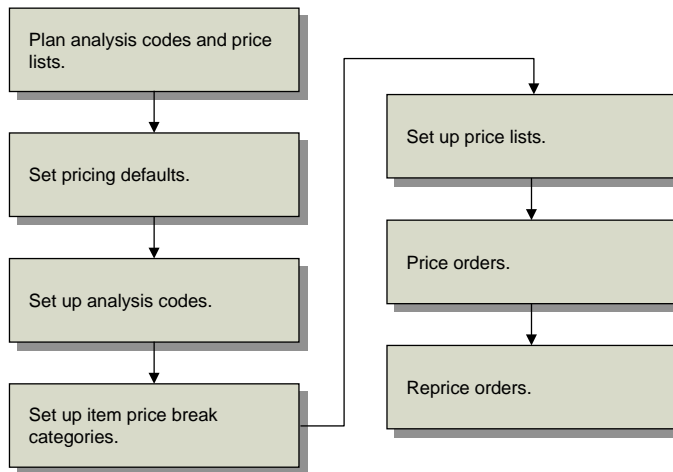 Plan analysis codes and price
lists.
Set pricing defaults.
Set up analysis codes.
Set up item price break
categories.
Set up price lists.
Price orders.
Reprice orders.